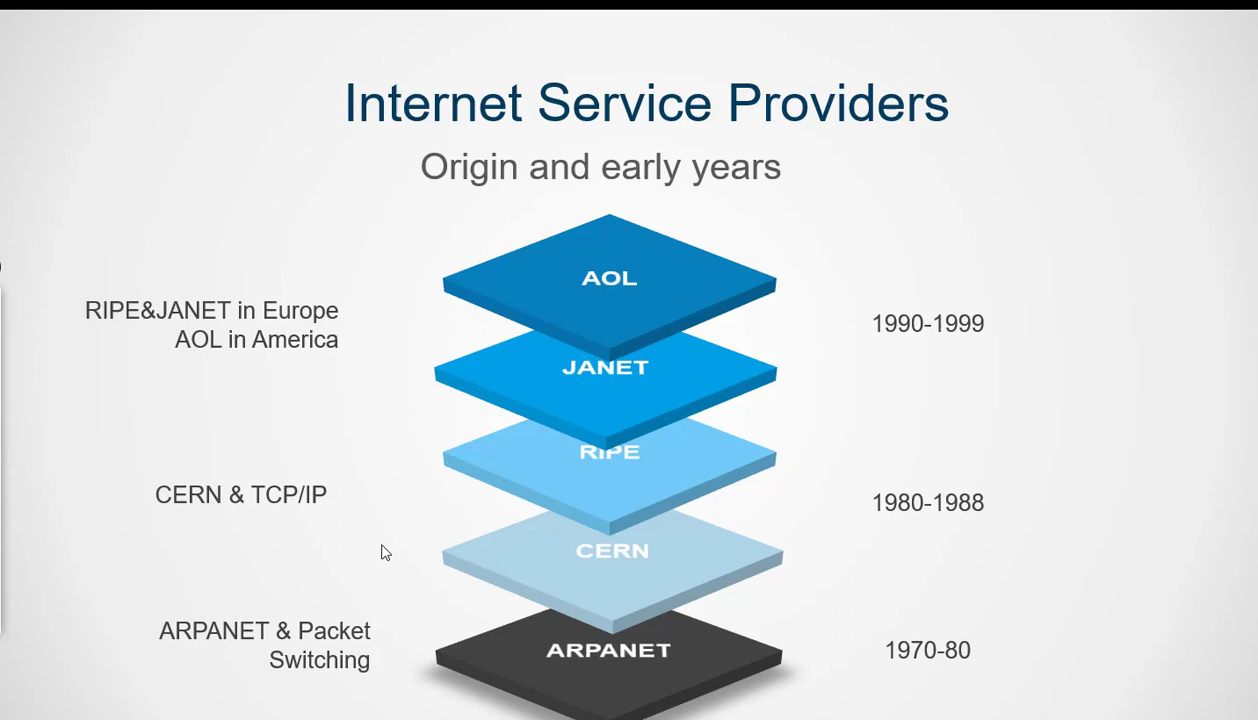 Internet Service Providers
Origin and early years
AOL
RIPE&JANET in Europe
AOL in America
1990-1999
JANET
RIPE
CERN & TCP/IP
1980-1988
CERN
ARPANET & Packet
Switching
ARPANET
1970-80